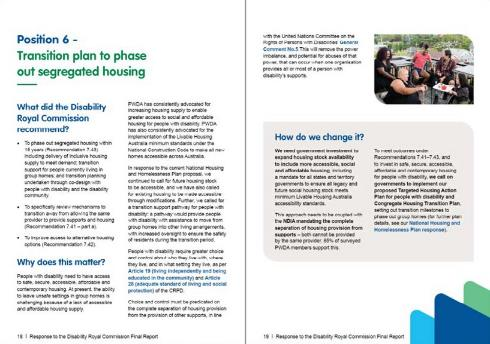 Position 6 -
Transition plan to phase
out segregated housing
What did the Disability
Royal Commission
recommend?
• To phase out segregated housing within
15 years (Recommendation 7.43)
including delivery of inclusive housing
supply to meet demand; transition
support for people currently living in
group homes; and transition planning
undertaken through co-design with
people with disability and the disability
community.
• To specifically review mechanisms to
transition away from allowing the same
provider to provide supports and housing
(Recommendation 7.41 – part a).
• To improve access to alternative housing
options (Recommendation 7.42).
Why does this matter?
People with disability need to have access
to safe, secure, accessible, affordable and
contemporary housing. At present, the ability
to leave unsafe settings in group homes is
challenging because of a lack of accessible
and affordable housing supply.
PWDA has consistently advocated for
increasing housing supply to enable
greater access to social and affordable
housing for people with disability. PWDA
has also consistently advocated for the
implementation of the Livable Housing
Australia minimum standards under the
National Construction Code to make all new
homes accessible across Australia.
In response to the current National Housing
and Homelessness Plan proposal, we
continued to call for future housing stock
to be accessible, and we have also called
for existing housing to be made accessible
through modifications. Further, we called for
a transition support pathway for people with
disability: a pathway would provide people
with disability with assistance to move from
group homes into other living arrangements,
with increased oversight to ensure the safety
of residents during the transition period.
People with disability require greater choice
and control about who they live with, where
they live, and in what setting they live, as per
Article 19 (living independently and being
included in the community) and Article
28 (adequate standard of living and social
protection) of the CRPD.
Choice and control must be predicated on
the complete separation of housing provision
from the provision of other supports, in line
18 | Response to the Disability Royal Commission Final Report
with the United Nations Committee on the
Rights of Persons with Disabilities' General
Comment No.5 This will remove the power
imbalance, and potential for abuses of that
power, that can occur when one organisation
provides all or most of a person with
disability's supports.
How do we change it?
We need government investment to
expand housing stock availability
to include more accessible, social
and affordable housing, including
a mandate for all states and territory
governments to ensure all legacy and
future social housing stock meets
minimum Livable Housing Australia
accessibility standards.
This approach needs to be coupled with
the NDIA mandating the complete
separation of housing provision from
supports – both cannot be provided
by the same provider. 85% of surveyed
PWDA members support this.
To meet outcomes under
Recommendations 7.41–7.43, and
to invest in safe, secure, accessible,
affordable and contemporary housing
for people with disability, we call on
governments to implement our
proposed Targeted Housing Action
Plan for people with disability and
Congregate Housing Transition Plan,
setting out transition milestones to
phase out group homes (for further plan
details, see our National Housing and
Homelessness Plan response).
19 | Response to the Disability Royal Commission Final Report